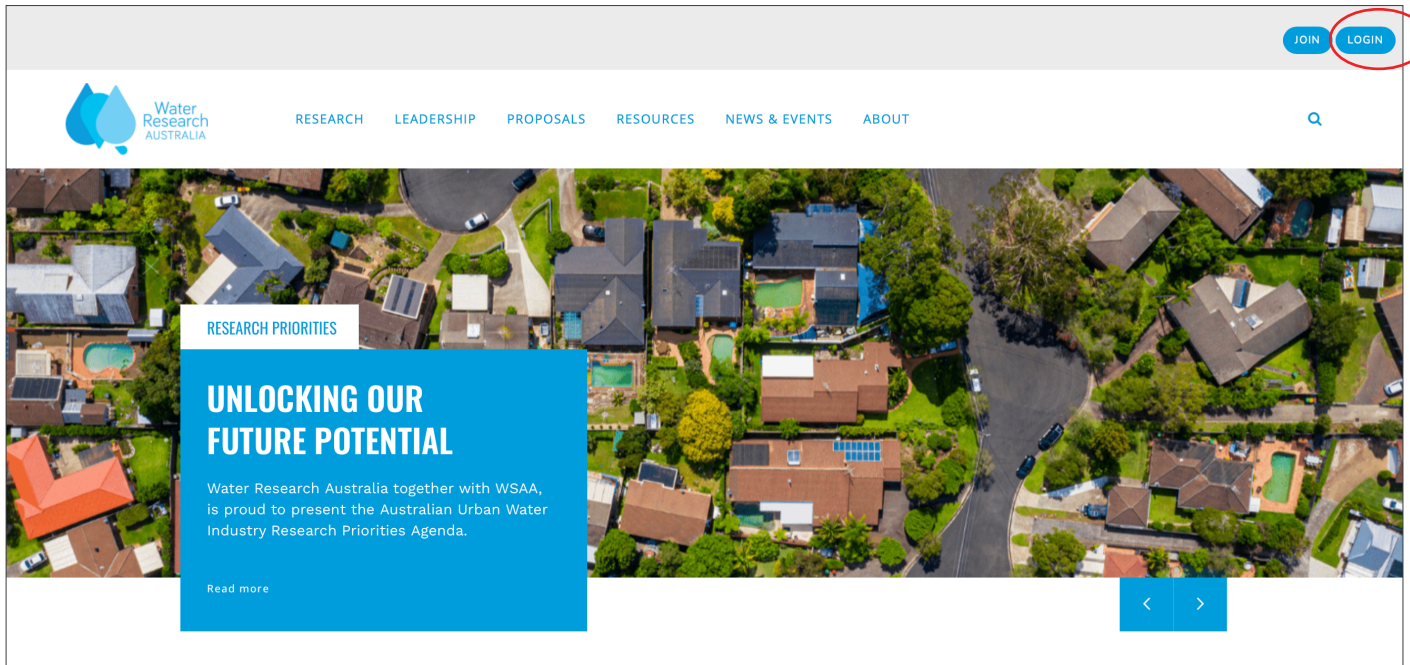 JOIN LOGIN
Water
Research
AUSTRALIA
RESEARCH LEADERSHIP PROPOSALS RESOURCES NEWS & EVENTS ABOUT
RESEARCH PRIORITIES
UNLOCKING OUR
FUTURE POTENTIAL
Water Research Australia together with WSAA,
is proud to present the Australian Urban Water
Industry Research Priorities Agenda.
Read more